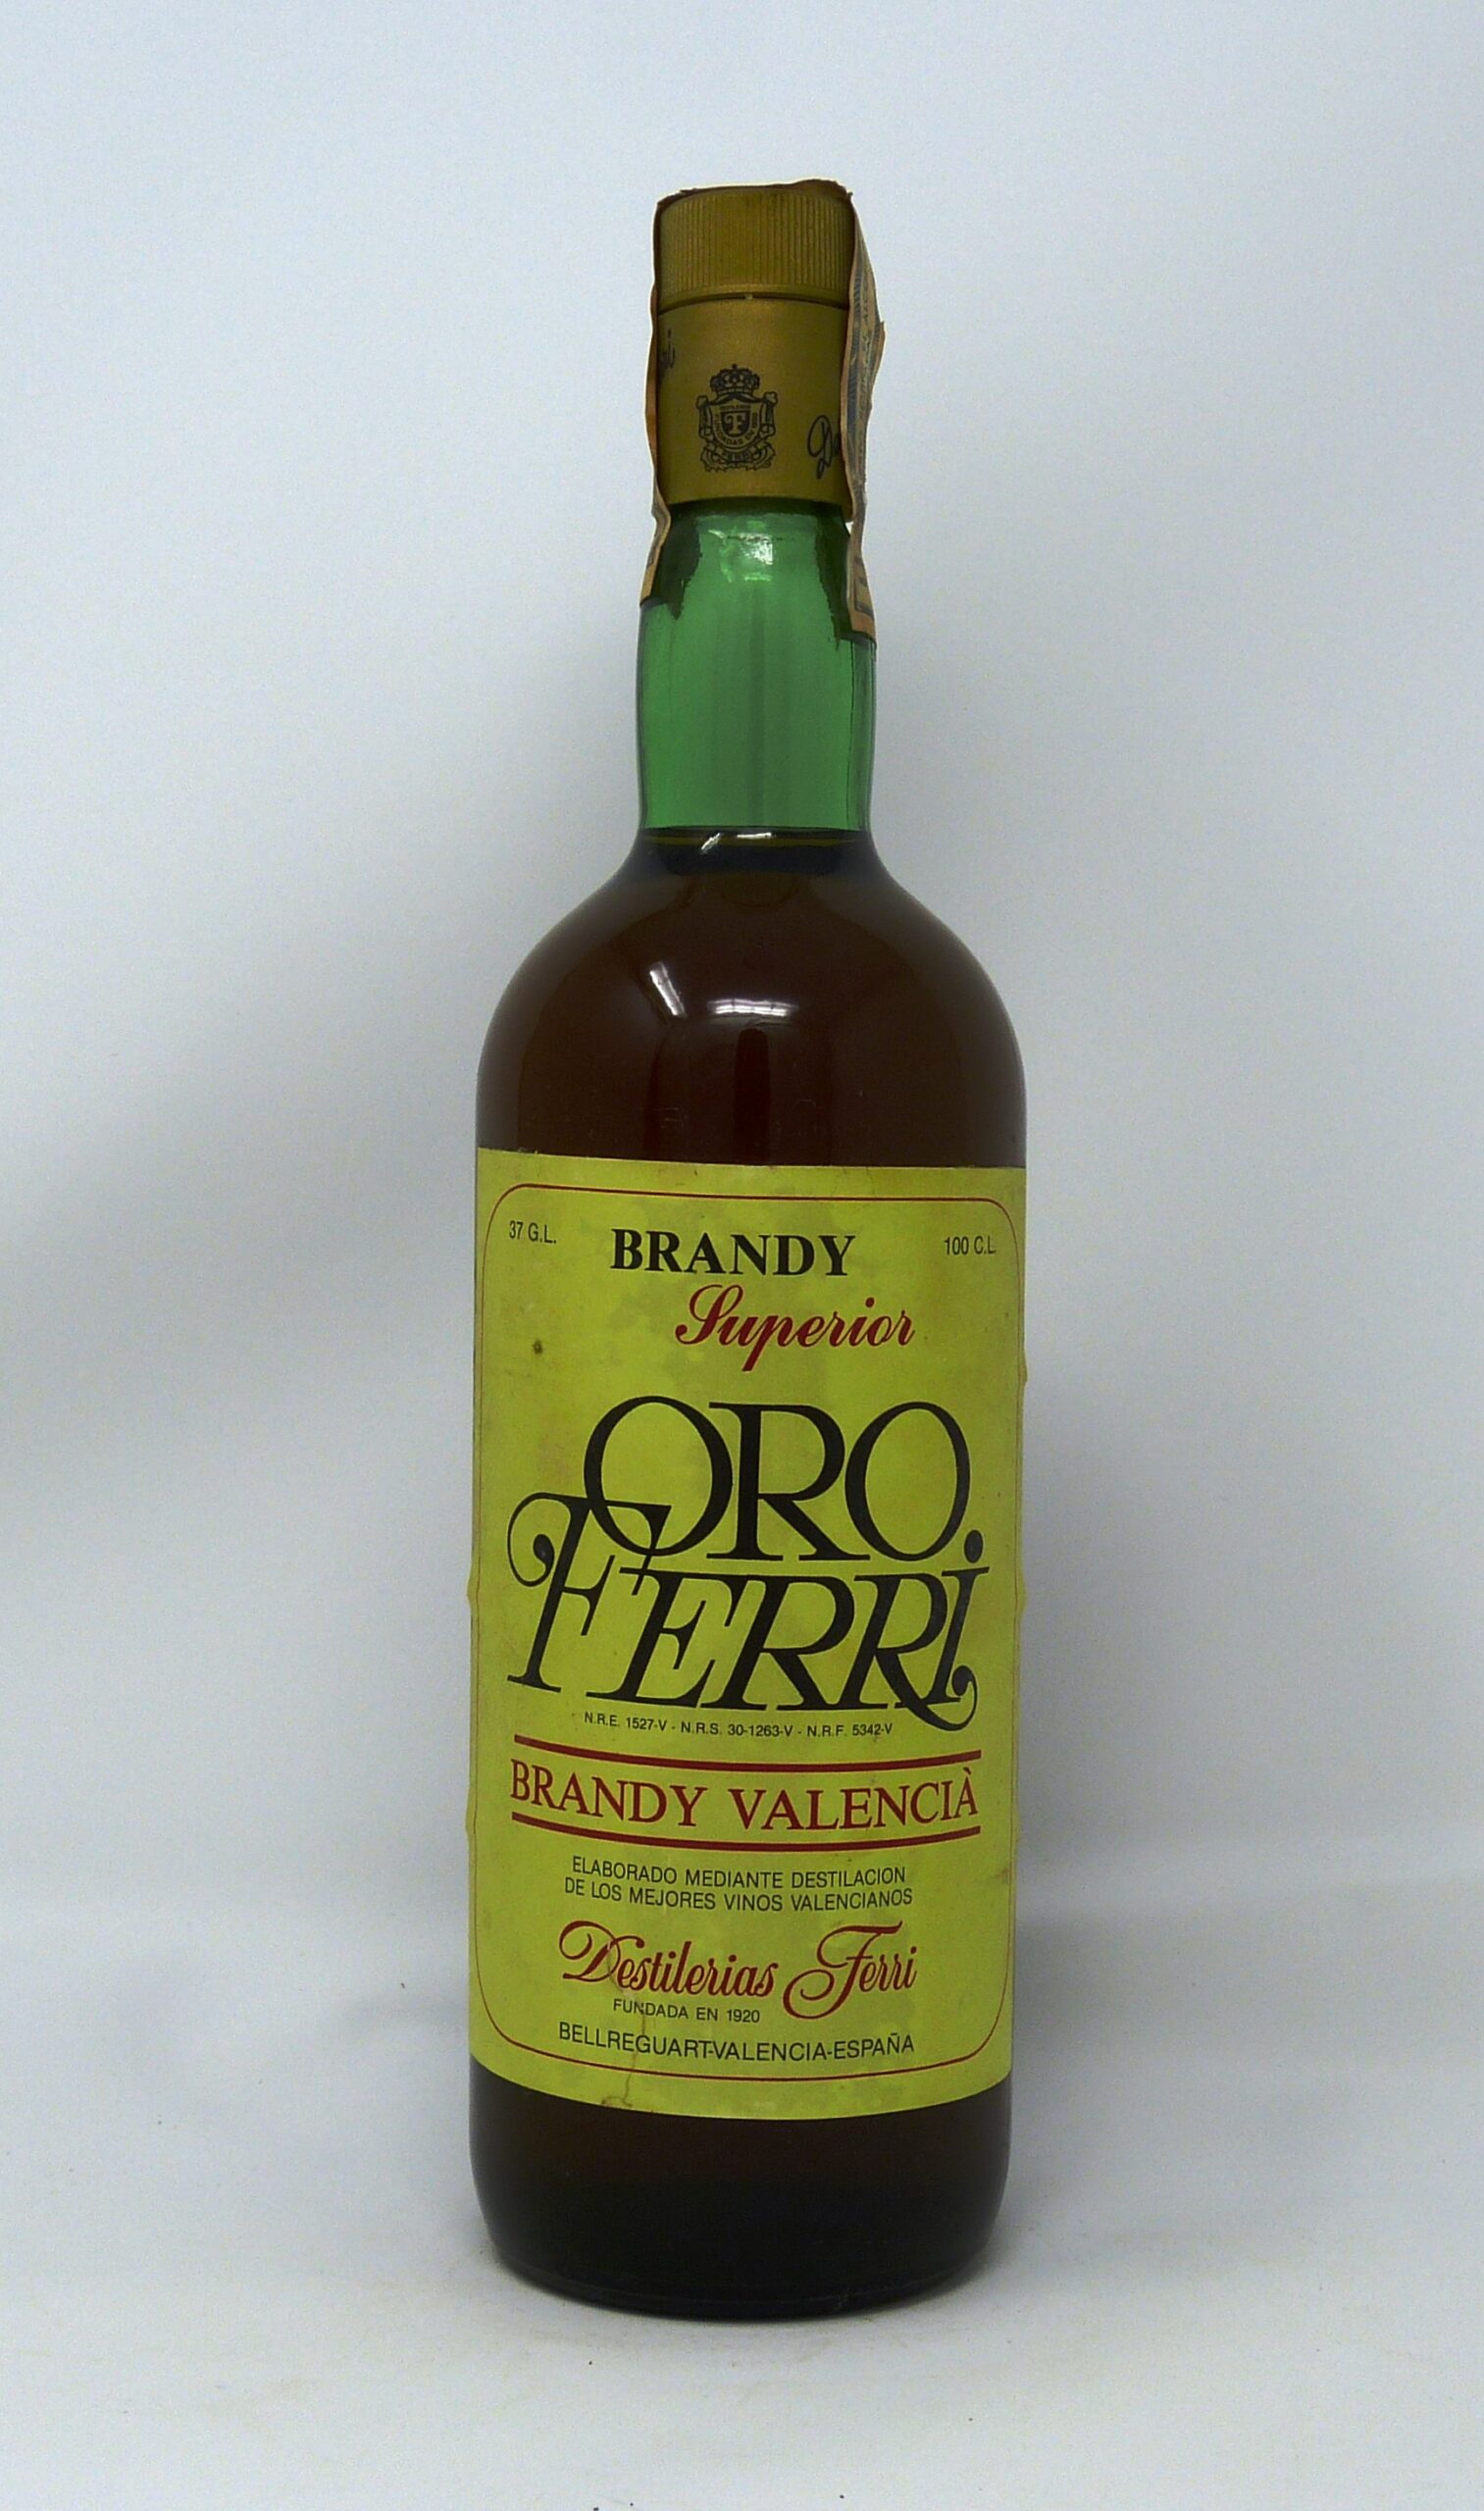 FERRI
37 G.L.
BRANDY
100 C.L.
Superior
ORO
FERRI
N.R.E. 1527-V - N.R.S. 30-1263-V - N.R.F. 5342-V
BRANDY VALENCIÀ
ELABORADO MEDIANTE DESTILACION
DE LOS MEJORES VINOS VALENCIANOS
Destilerias Ferri
FUNDADA EN 1920
BELLREGUART-VALENCIA-ESPAÑA